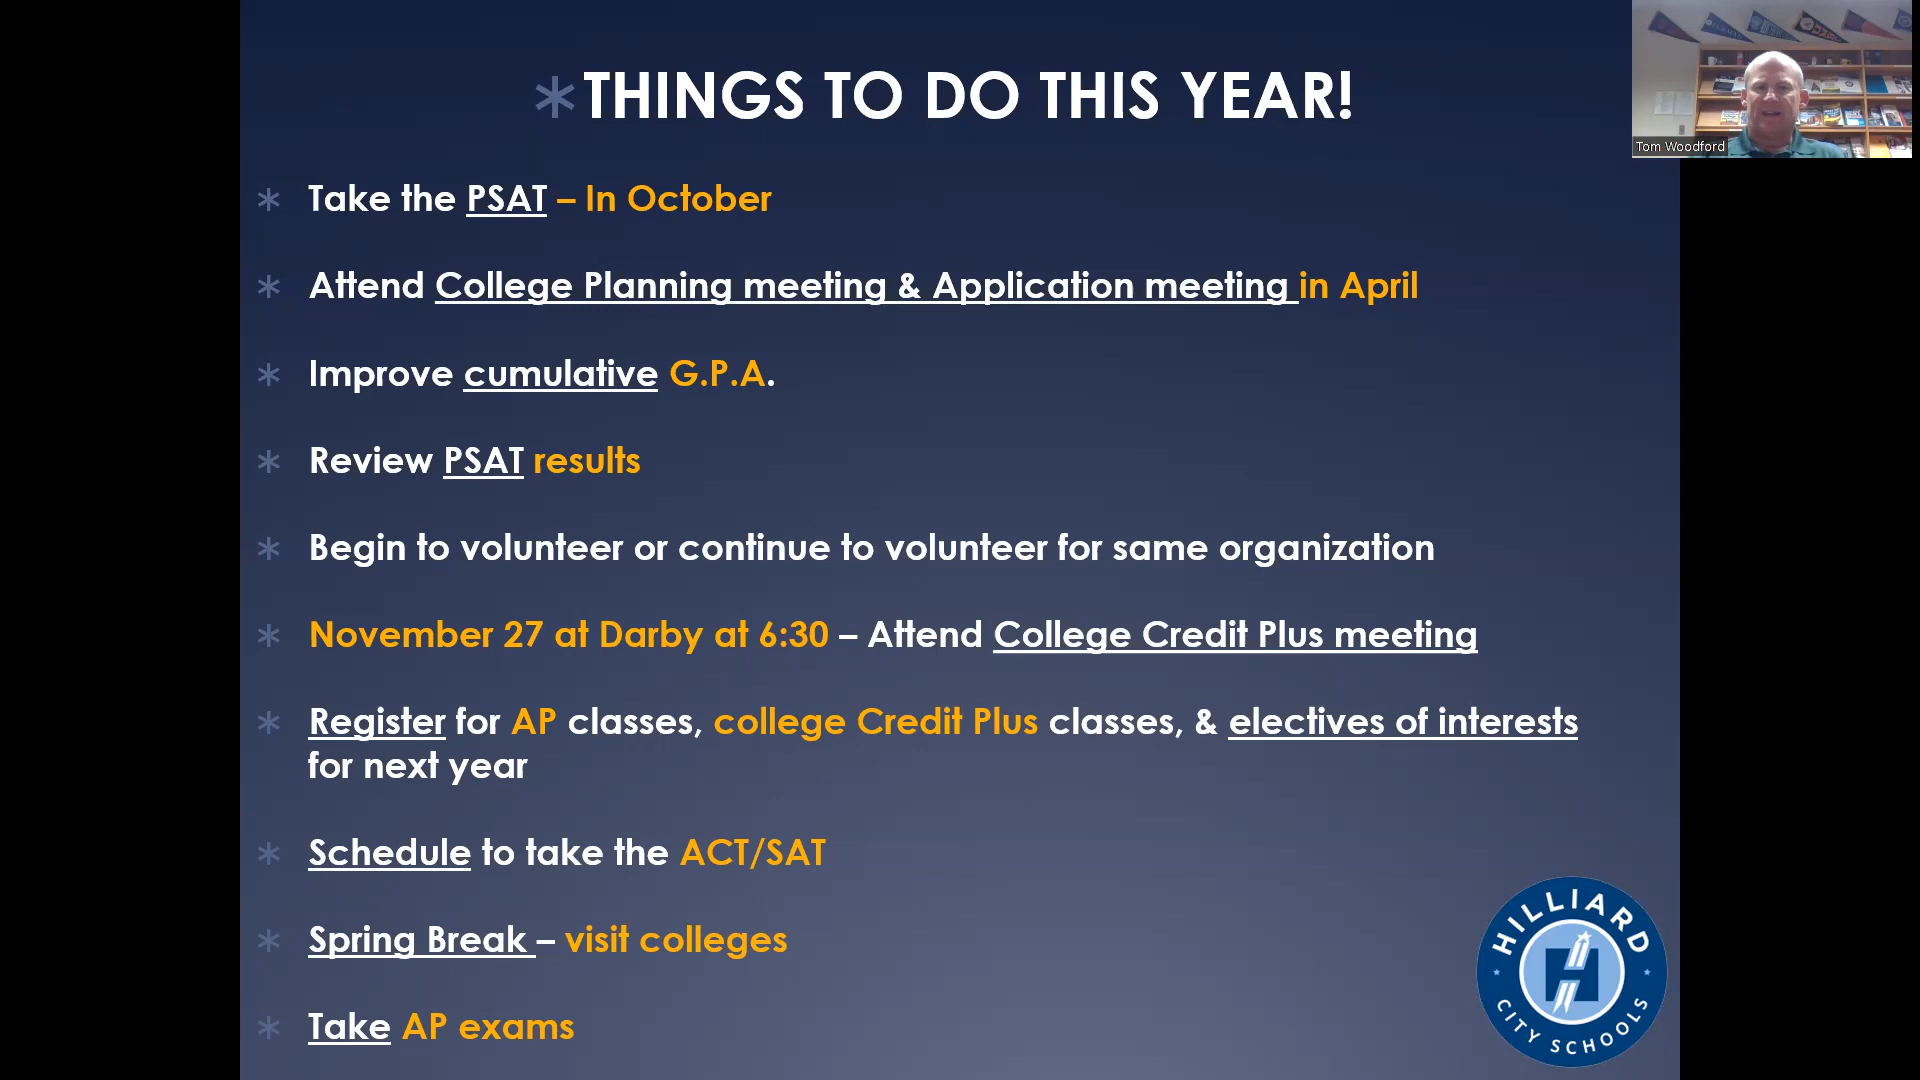 *THINGS TO DO THIS YEAR!
Tom Woodford
* Take the PSAT – In October
* Attend College Planning meeting & Application meeting in April
* Improve cumulative G.P.A.
* Review PSAT results
* Begin to volunteer or continue to volunteer for same organization
* November 27 at Darby at 6:30 – Attend College Credit Plus meeting
* Register for AP classes, college Credit Plus classes, & electives of interests
for next year
* Schedule to take the ACT/SAT
* Spring Break – visit colleges
* Take AP exams
HILLIARD
H
CITY SCHOOLS